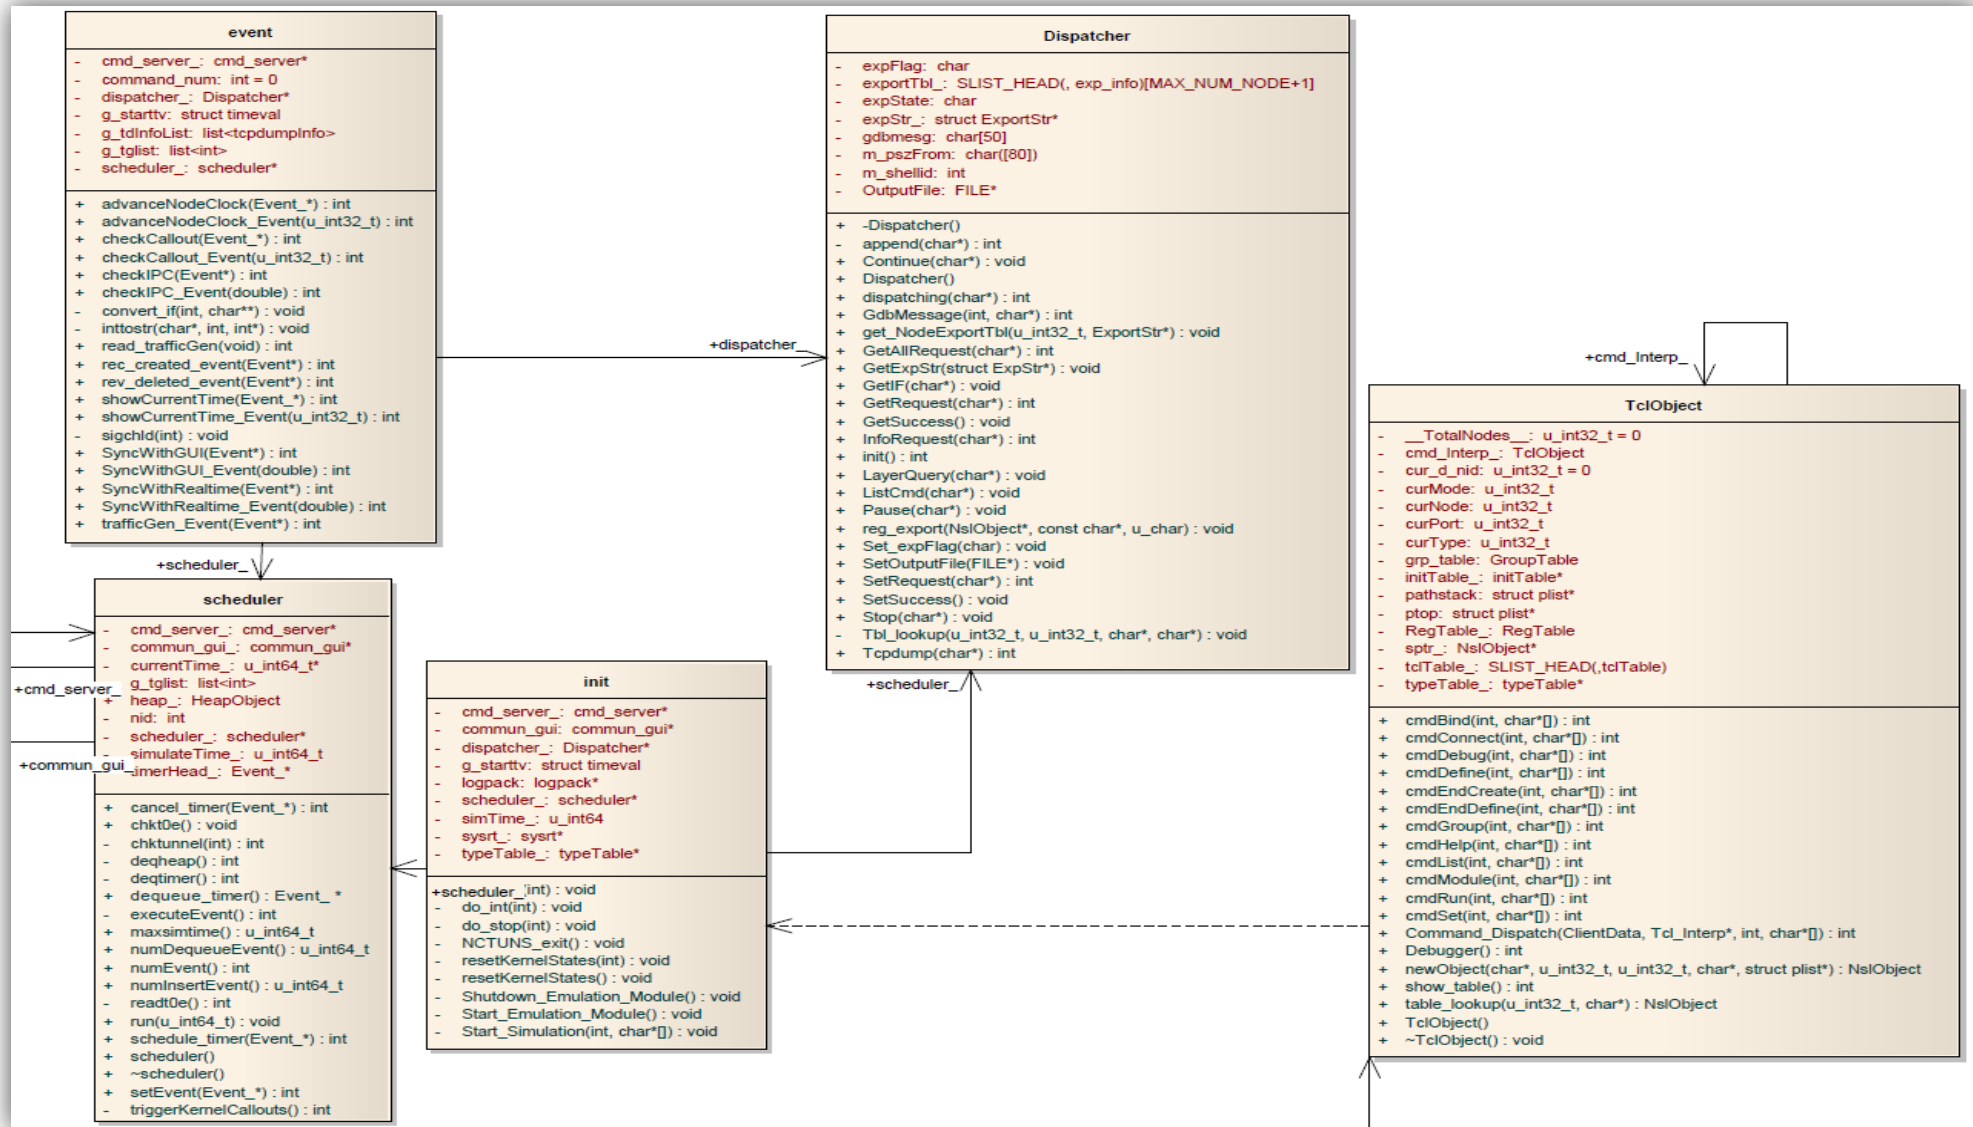 event
- cmd_server_: cmd_server*
- command_num: int = 0
- dispatcher_: Dispatcher*
- g_starttv: struct timeval
- g_tdInfoList: list<tcpdumpInfo>
- g_tglist: list<int>
- scheduler_: scheduler*
+ advanceNodeClock(Event_*) : int
+ advanceNodeClock_Event(u_int32_t) : int
+ checkCallout(Event_*) : int
+ checkCallout_Event(u_int32_t) : int
+ checkIPC(Event*) : int
+ checkIPC_Event(double) : int
- convert_if(int, char**) : void
- inttostr(char*, int, int*) : void
+ read_trafficGen(void) : int
+ rec_created_event(Event*) : int
+ rev_deleted_event(Event*) : int
+ showCurrentTime(Event_*) : int
+ showCurrentTime_Event(u_int32_t) : int
- sigchld(int) : void
+ SyncWithGUI(Event*) : int
+ SyncWithGUI_Event(double) : int
+ SyncWithRealtime(Event*) : int
+ SyncWithRealtime_Event(double) : int
+ trafficGen_Event(Event*) : int
+dispatcher_
+scheduler_
Dispatcher
- expFlag: char
- exportTbl_: SLIST_HEAD(, exp_info)[MAX_NUM_NODE+1]
- expState: char
- expStr_: struct ExportStr*
- gdbmesg: char[50]
- m_pszFrom: char([80])
- m_shellid: int
- OutputFile: FILE*
+ -Dispatcher()
- append(char*) : int
+ Continue(char*) : void
+ Dispatcher()
+ dispatching(char*) : int
+ GdbMessage(int, char*) : int
+ get_NodeExportTbl(u_int32_t, ExportStr*) : void
+ GetAllRequest(char*) : int
+ GetExpStr(struct ExpStr*) : void
+ GetIF(char*) : void
+ GetRequest(char*) : int
+ GetSuccess() : void
+ InfoRequest(char*) : int
+ init() : int
+ LayerQuery(char*) : void
+ ListCmd(char*) : void
+ Pause(char*) : void
+ reg_export(NslObject*, const char*, u_char) : void
+ Set_expFlag(char) : void
+ SetOutputFile(FILE*) : void
+ SetRequest(char*) : int
+ SetSuccess() : void
+ Stop(char*) : void
- Tbl_lookup(u_int32_t, u_int32_t, char*, char*) : void
+ Tcpdump(char*) : int
+scheduler_
+cmd_Interp_
TclObject
- __TotalNodes__: u_int32_t = 0
- cmd_Interp_: TclObject
- cur_d_nid: u_int32_t = 0
- curMode: u_int32_t
- curNode: u_int32_t
- curPort: u_int32_t
- curType: u_int32_t
- grp_table: GroupTable
- initTable_: initTable*
- pathstack: struct plist*
- ptop: struct plist*
- RegTable_: RegTable
- sptr_: NslObject*
- tclTable_: SLIST_HEAD(,tclTable)
- typeTable_: typeTable*
+ cmdBind(int, char*[]) : int
+ cmdConnect(int, char*[]) : int
+ cmdDebug(int, char*[]) : int
+ cmdDefine(int, char*[]) : int
+ cmdEndCreate(int, char*[]) : int
+ cmdEndDefine(int, char*[]) : int
+ cmdGroup(int, char*[]) : int
+ cmdHelp(int, char*[]) : int
+ cmdList(int, char*[]) : int
+ cmdModule(int, char*[]) : int
+ cmdRun(int, char*[]) : int
+ cmdSet(int, char*[]) : int
+ Command_Dispatch(ClientData, Tcl_Interp*, int, char*[]) : int
+ Debugger() : int
+ newObject(char*, u_int32_t, u_int32_t, char*, struct plist*) : NslObject
+ show_table() : int
+ table_lookup(u_int32_t, char*) : NslObject
+ TclObject()
+ ~TclObject() : void
scheduler
- cmd_server_: cmd_server*
- commun_gui_: commun_gui*
- currentTime_: u_int64_t*
+cmd_server_
g_tglist: list<int>
+ heap_: HeapObject
- nid: int
- scheduler_: scheduler*
- simulateTime_: u_int64_t
+commun_gui_
timerHead_: Event_*
+ cancel_timer(Event_*) : int
+ chkt0e() : void
- chktunnel(int) : int
- deqheap() : int
- deqtimer() : int
+ dequeue_timer() : Event_ *
- executeEvent() : int
+ maxsimtime() : u_int64_t
+ numDequeueEvent() : u_int64_t
+ numEvent() : int
+ numInsertEvent() : u_int64_t
- readt0e() : int
+ run(u_int64_t) : void
+ schedule_timer(Event_*) : int
+ scheduler()
+ ~scheduler()
+ setEvent(Event_*) : int
- triggerKernelCallouts() : int
init
- cmd_server_: cmd_server*
- commun_gui: commun_gui*
- dispatcher_: Dispatcher*
- g_starttv: struct timeval
- logpack: logpack*
- scheduler_: scheduler*
- simTime_: u_int64
- sysrt_: sysrt*
- typeTable_: typeTable*
+scheduler_ (int) : void
- do_int(int) : void
- do_stop(int) : void
- NCTUNS_exit() : void
- resetKernelStates(int) : void
- resetKernelStates() : void
- Shutdown_Emulation_Module() : void
- Start_Emulation_Module() : void
- Start_Simulation(int, char*[]) : void